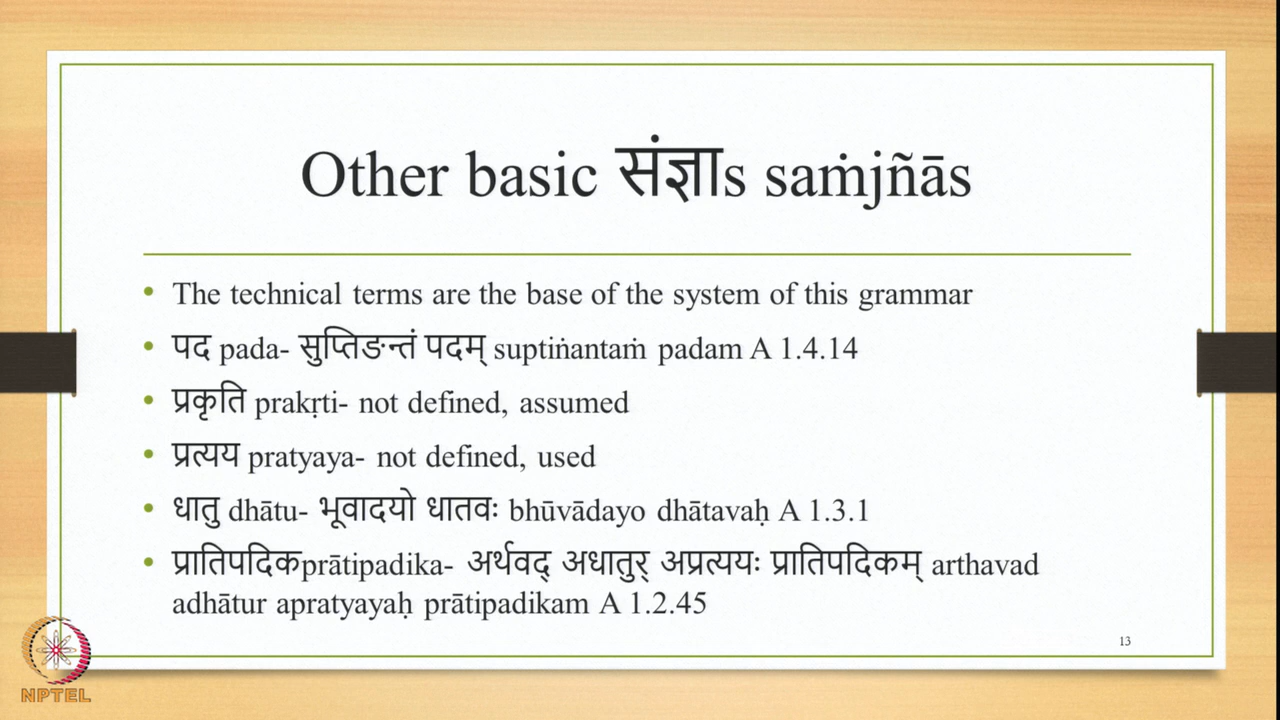 Other basic संज्ञाs saṁjñās
• The technical terms are the base of the system of this grammar
• पद pada- सुप्तिङन्तं पदम् suptiṅantaṁ padam A 1.4.14
• प्रकृति prakṛti- not defined, assumed
• प्रत्यय pratyaya- not defined, used
• धातु dhātu- भूवादयो धातवः bhūvādayo dhātavaḥ A 1.3.1
• प्रातिपदिकprātipadika- अर्थवद् अधातुर् अप्रत्ययः प्रातिपदिकम् arthavad
adhātur apratyayaḥ prātipadikam A 1.2.45
13
NPTEL